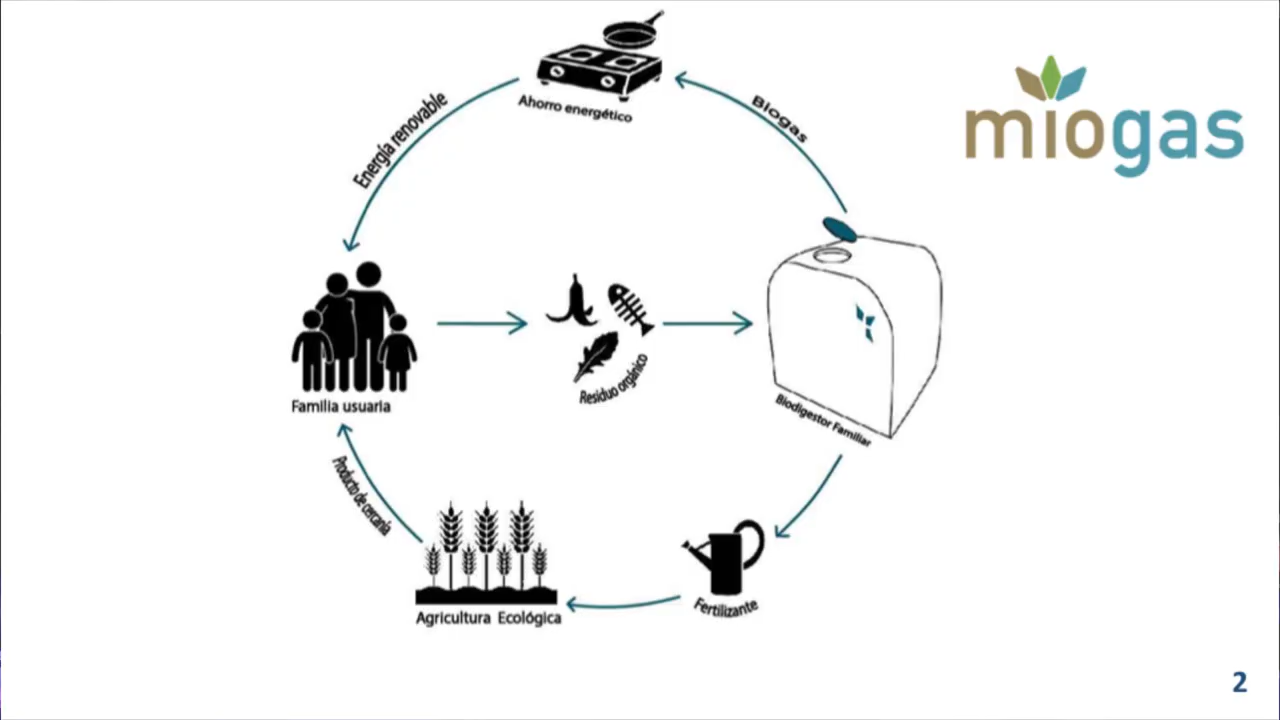 Ahorro energético
Biogas
miogas
Energía renovable
Familia usuaria
Residuo orgánico
Biodigestor Familiar
Producto de cercanía
Agricultura Ecológica
Fertilizante
2